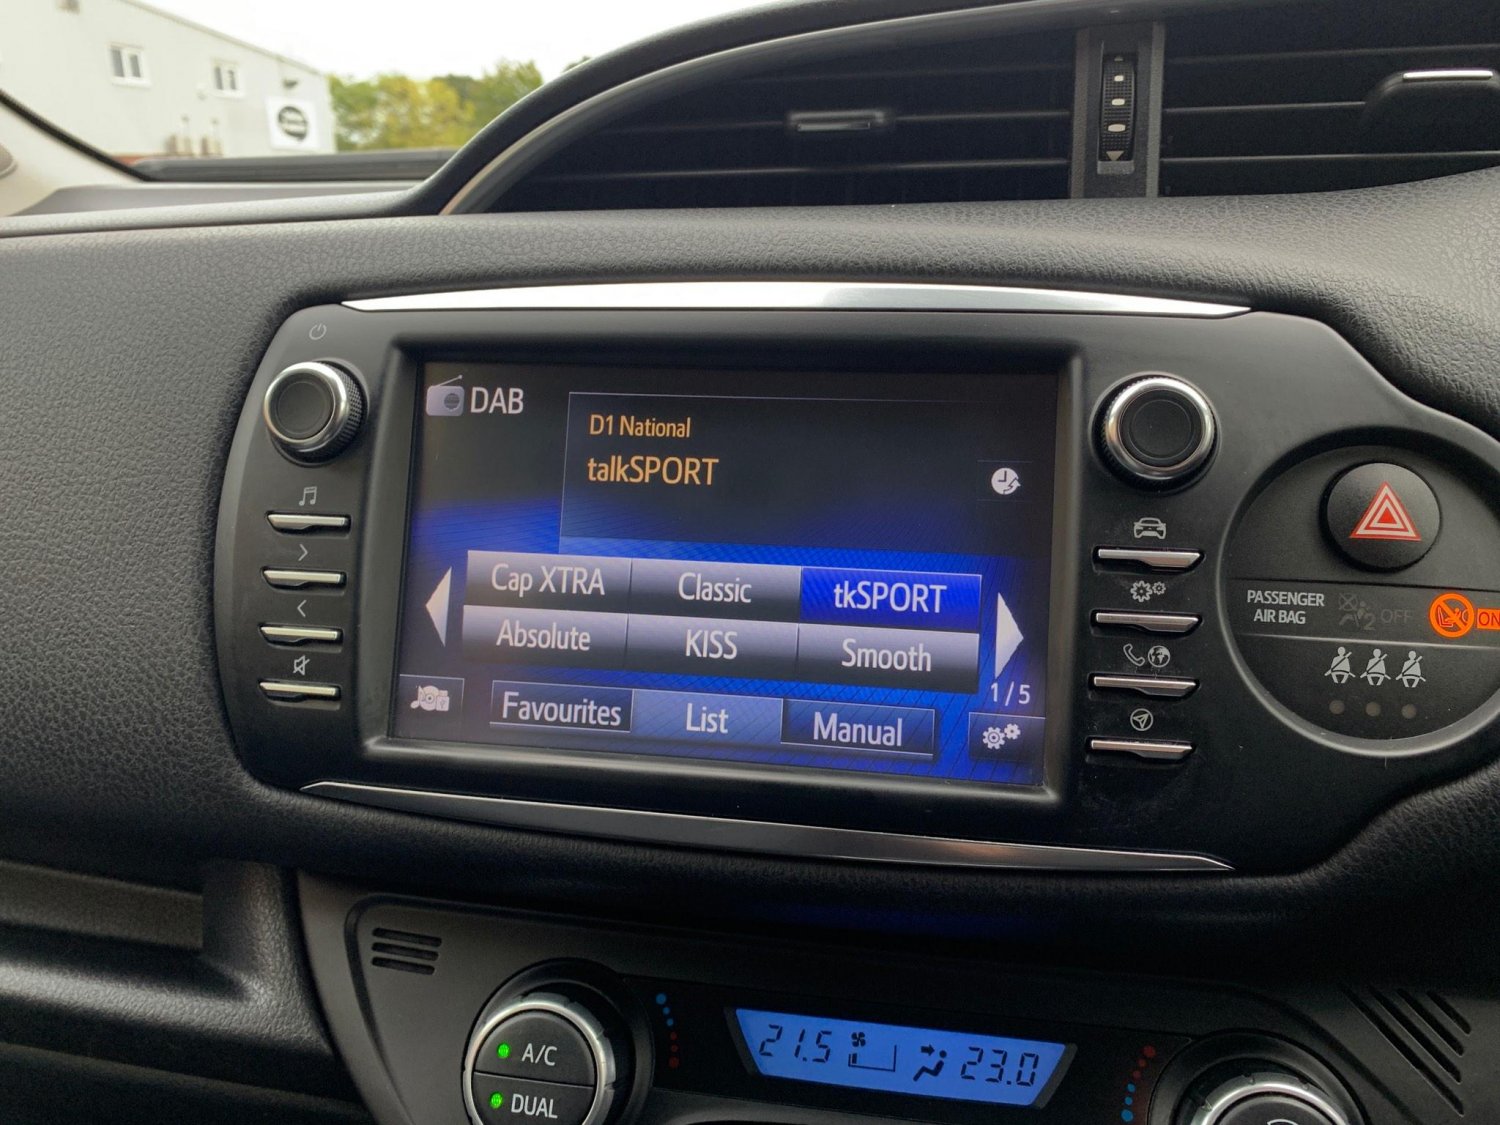 DAB
D1 National
talkSPORT
Cap XTRA Classic tkSPORT
Absolute KISS Smooth
1/5
Favourites List Manual
PASSENGER
AIR BAG
2 OFF ON
A/C
DUAL
21.5 23.0